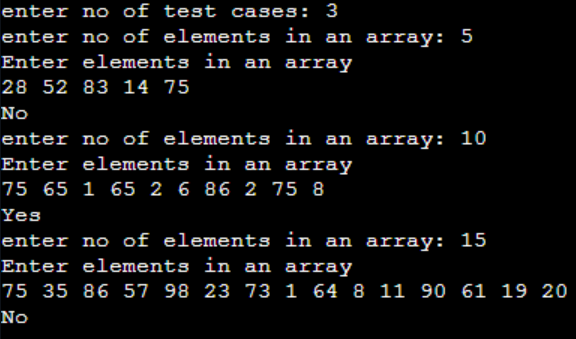 enter no of test cases: 3
enter no of elements in an array: 5
Enter elements in an array
28 52 83 14 75
No
enter no of elements in an array: 10
Enter elements in an array
75 65 1 65 2 6 86 2 75 8
Yes
enter no of elements in an array: 15
Enter elements in an array
75 35 86 57 98 23 73 1 64 8 11 90 61 19 20
No